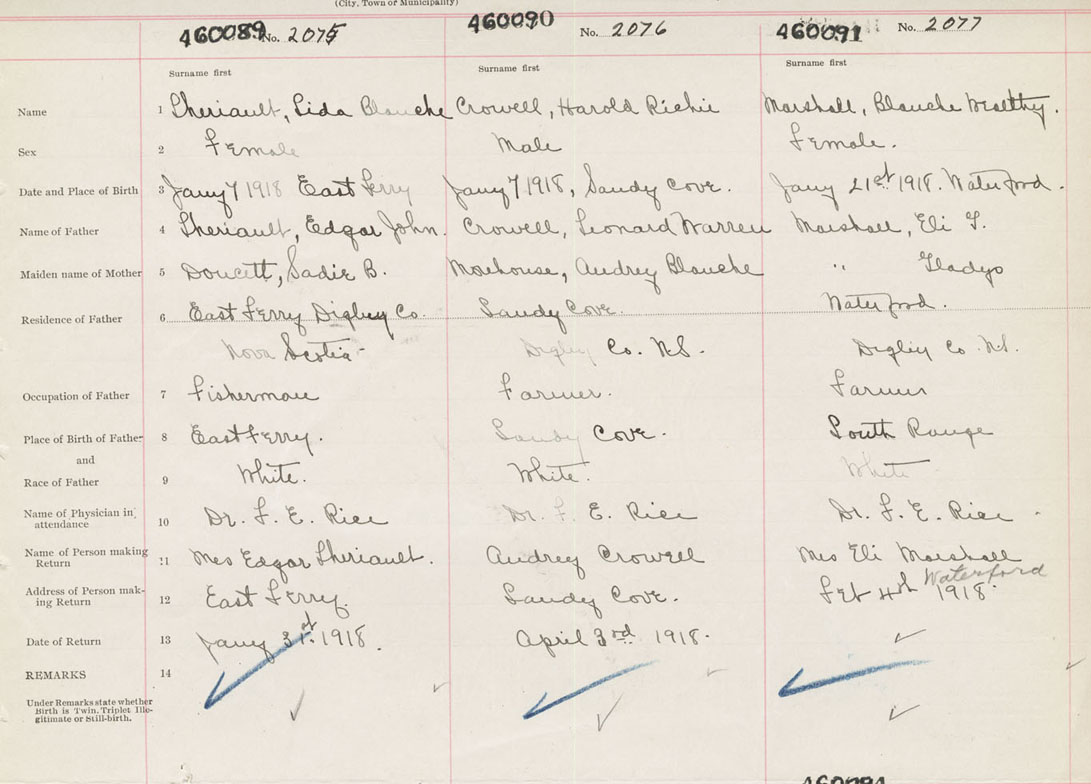 (City, Town or Municipality)
460089 No. 2075 460090 No. 2076 460091 No. 2077
Surname first Surname first Surname first
Name 1 Theriault, Lida Blanche Crowell, Harold Richie Marshall, Blanche Wealthy.
Sex 2 Female Male Female.
Date and Place of Birth 3 Jany 7 1918 East Ferry Jany 7 1918, Sandy Cove. Jany 21st 1918. Waterford.
Name of Father 4 Theriault, Edgar John. Crowell, Leonard Warren Marshall, Eli T.
Maiden name of Mother 5 Doucett, Sadie B. Morehouse, Audrey Blanche " Gladys
Residence of Father 6 East Ferry Digby Co. Sandy Cove. Waterford.
Nova Scotia - Digby Co. N.S. Digby Co. N.S.
Occupation of Father 7 Fisherman Farmer. Farmer
Place of Birth of Father 8 East Ferry. Sandy Cove. South Range
and
Race of Father 9 White. White. White
Name of Physician in attendance 10 Dr. F. E. Rice Dr. F. E. Rice Dr. F. E. Rice.
Name of Person making Return 11 Mrs Edgar Theriault. Audrey Crowell Mrs Eli Marshall
Address of Person making Return 12 East Ferry. Sandy Cove. Waterford
Feb 4th 1918.
Date of Return 13 Jany 31st. 1918. April 3rd 1918.
REMARKS 14
Under Remarks state whether
Birth is Twin, Triplet Ille-
gitimate or Still-birth.